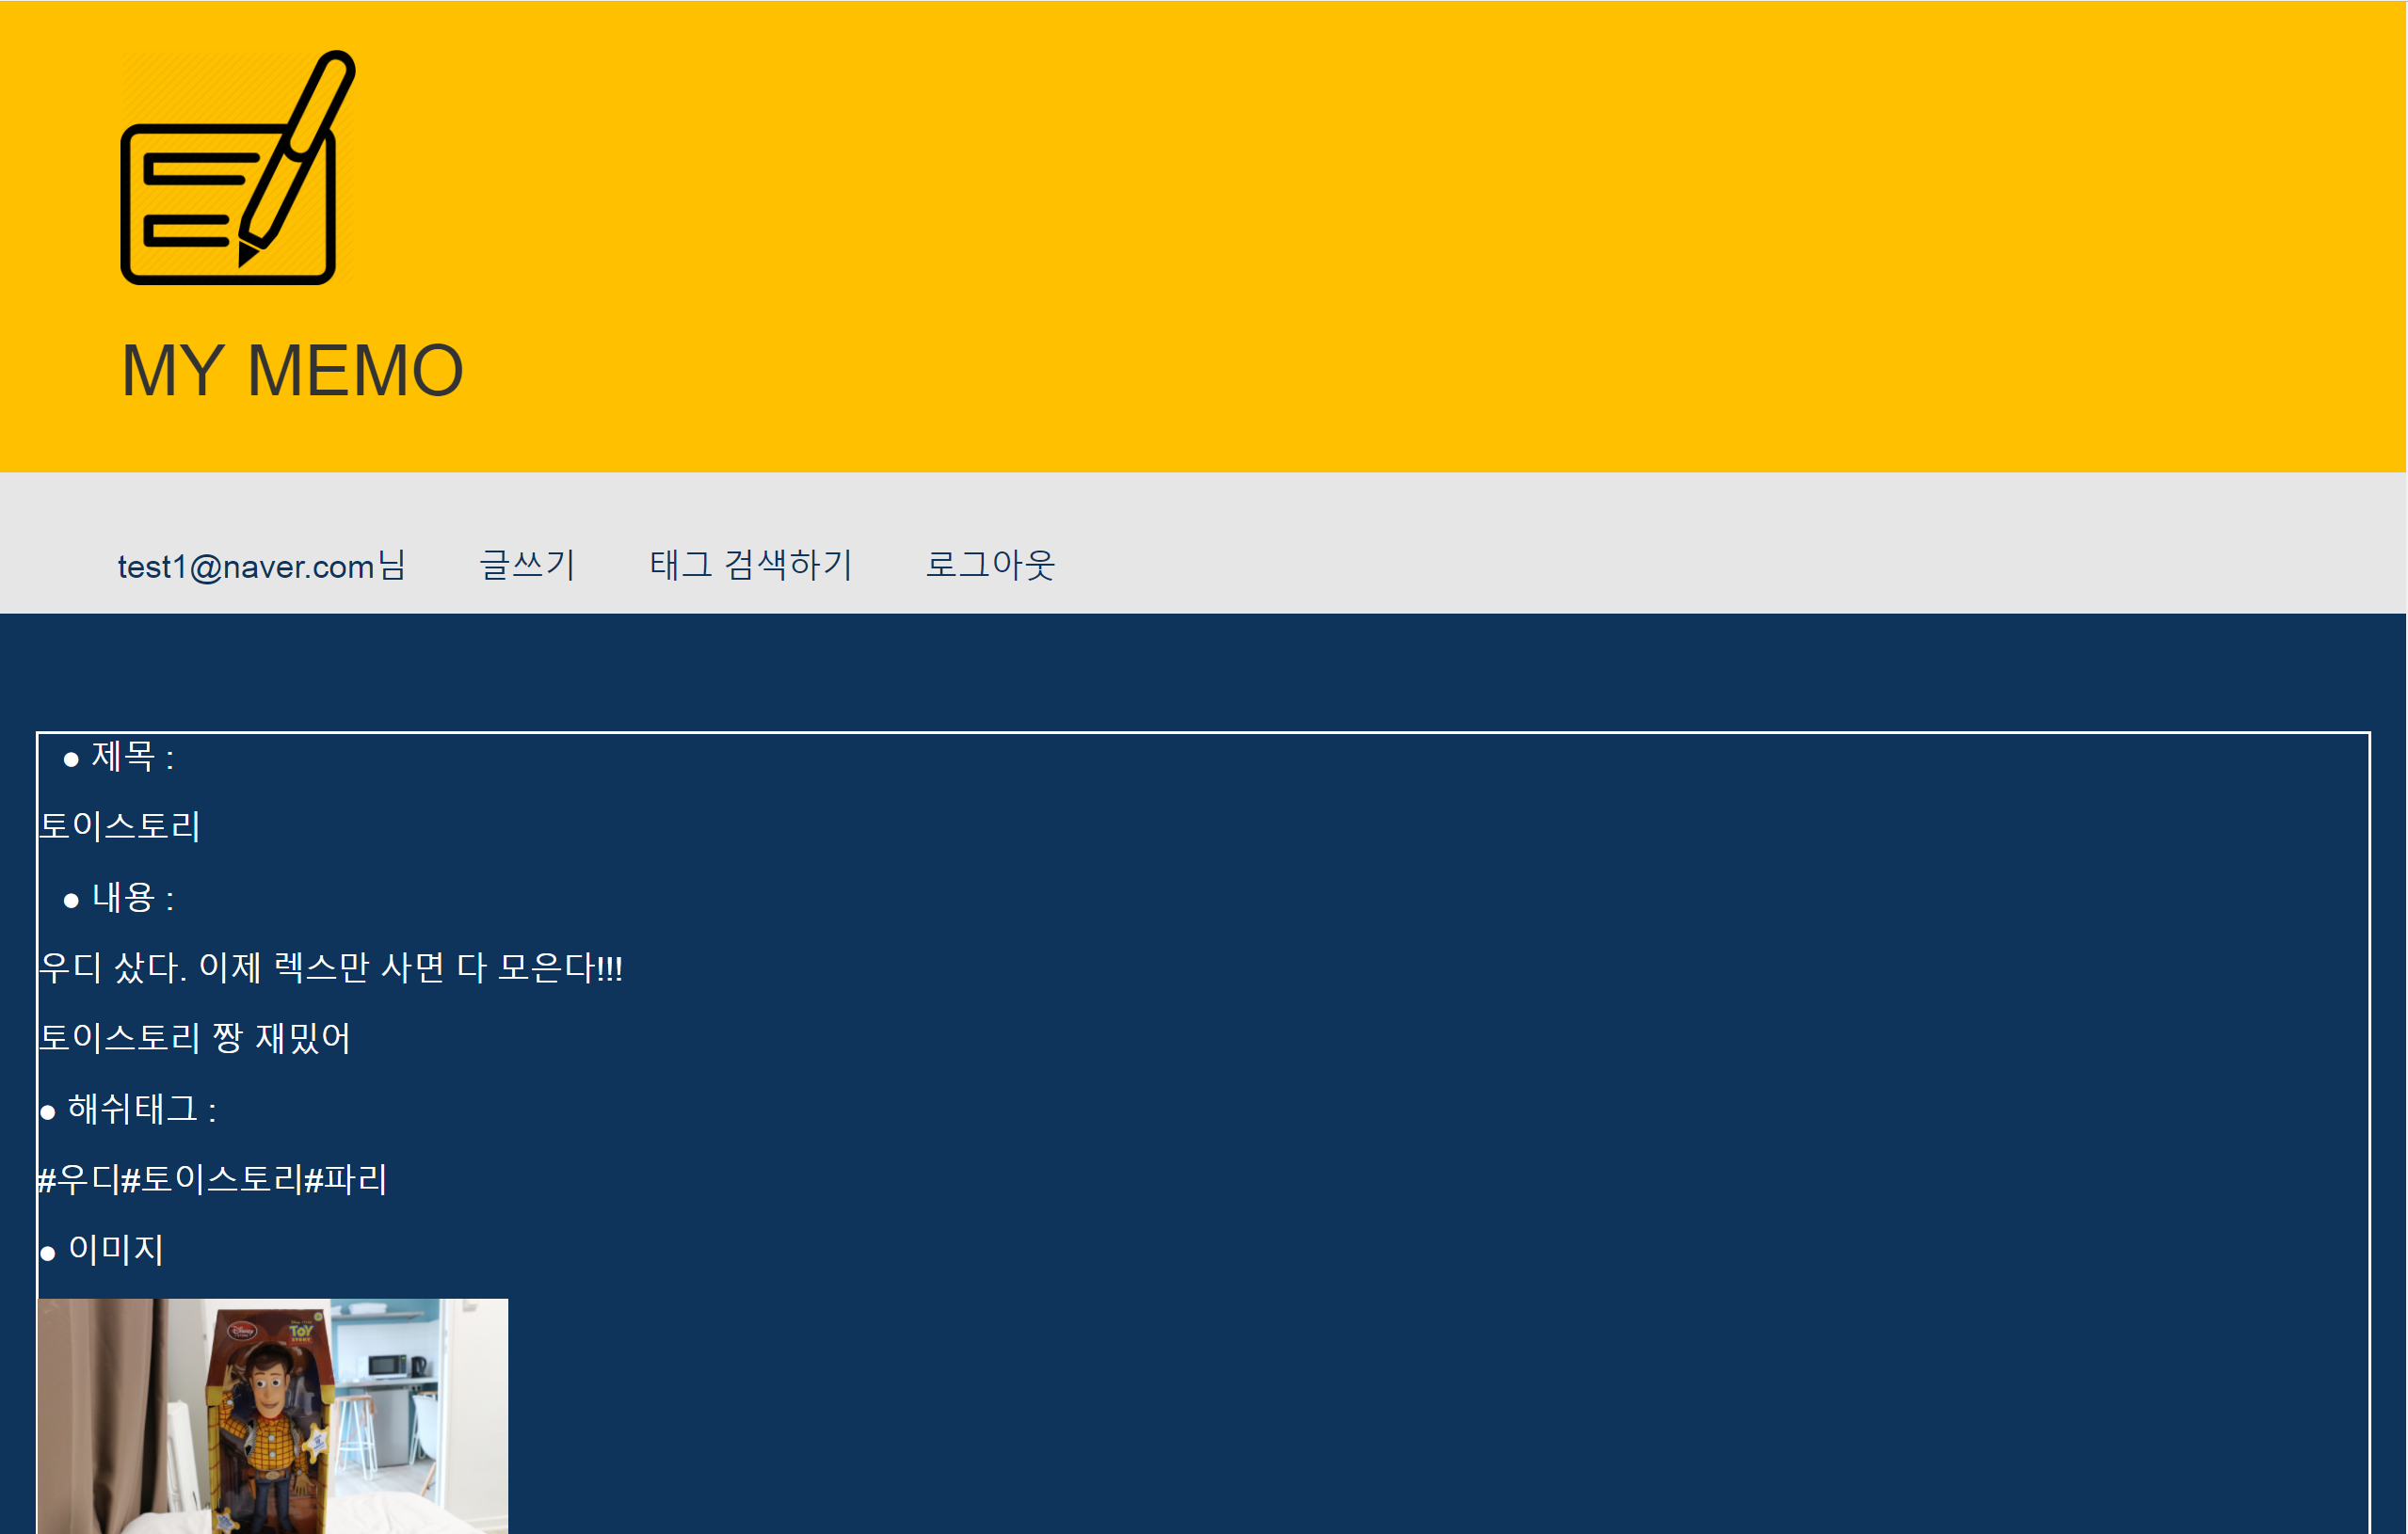 MY MEMO
test1@naver.com님 글쓰기 태그 검색하기 로그아웃
● 제목 :
토이스토리
● 내용 :
우디 샀다. 이제 렉스만 사면 다 모은다!!!
토이스토리 짱 재밌어
● 해쉬태그 :
#우디#토이스토리#파리
● 이미지
Disney
TOY
STORY